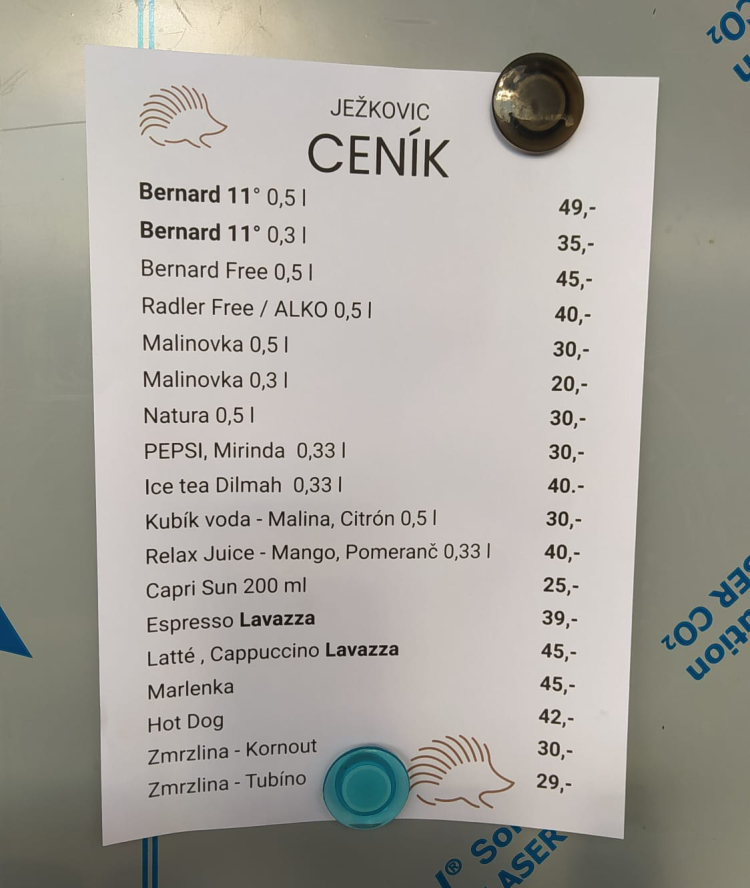 JEŽKOVIC
CENÍK
Bernard 11° 0,5 l 49,-
Bernard 11° 0,3 l 35,-
Bernard Free 0,5 l 45,-
Radler Free / ALKO 0,5 l 40,-
Malinovka 0,5 l 30,-
Malinovka 0,3 l 20,-
Natura 0,5 l 30,-
PEPSI, Mirinda 0,33 l 30,-
Ice tea Dilmah 0,33 l 40.-
Kubík voda - Malina, Citrón 0,5 l 30,-
Relax Juice - Mango, Pomeranč 0,33 l 40,-
Capri Sun 200 ml 25,-
Espresso Lavazza 39,-
Latté , Cappuccino Lavazza 45,-
Marlenka 45,-
Hot Dog 42,-
Zmrzlina - Kornout 30,-
Zmrzlina - Tubíno 29,-
CO₂
CO₂